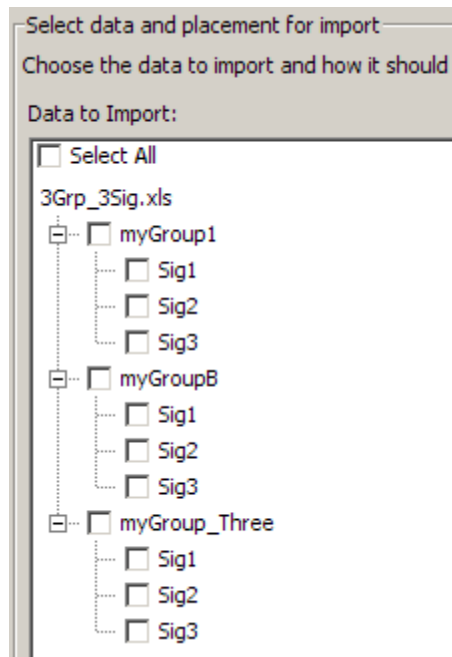 Select data and placement for import
Choose the data to import and how it should
Data to Import:
Select All
3Grp_3Sig.xls
myGroup1
Sig1
Sig2
Sig3
myGroupB
Sig1
Sig2
Sig3
myGroup_Three
Sig1
Sig2
Sig3